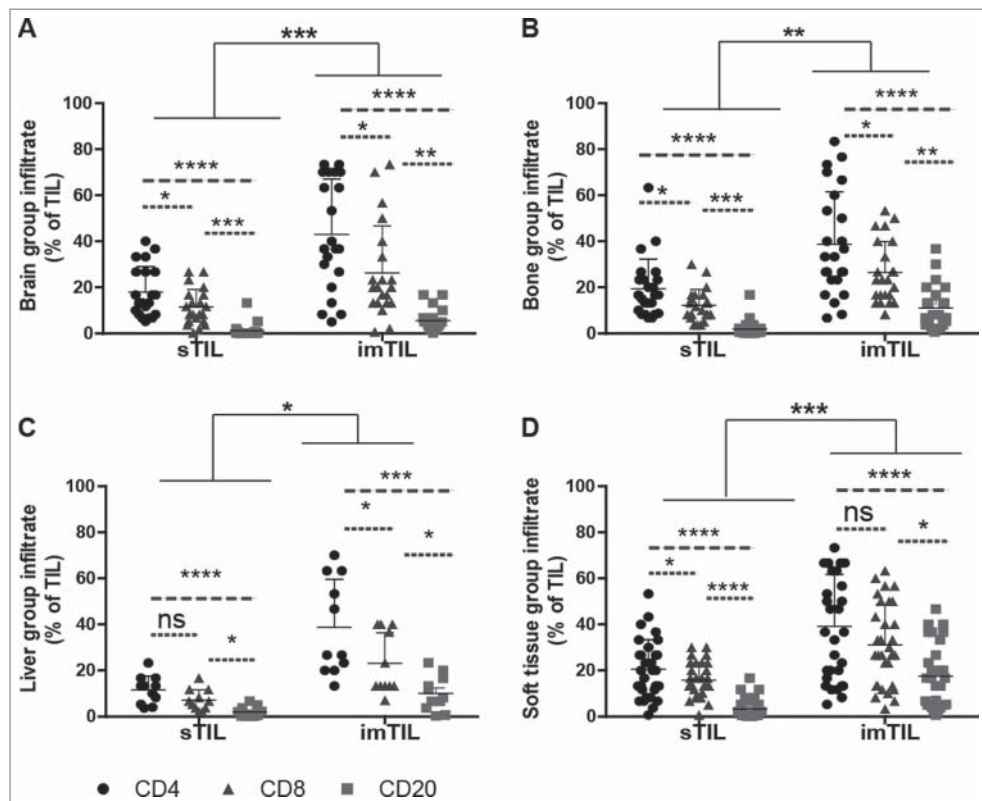 A
***
Brain group infiltrate
(% of TIL)
100
80
60
40
20
0
****
*
***
****
*
**
sTIL
imTIL
B
**
Bone group infiltrate
(% of TIL)
100
80
60
40
20
0
****
*
***
****
*
**
sTIL
imTIL
C
*
Liver group infiltrate
(% of TIL)
100
80
60
40
20
0
****
ns
*
***
*
*
sTIL
imTIL
D
***
Soft tissue group infiltrate
(% of TIL)
100
80
60
40
20
0
****
*
****
****
ns
*
sTIL
imTIL
CD4 CD8 CD20